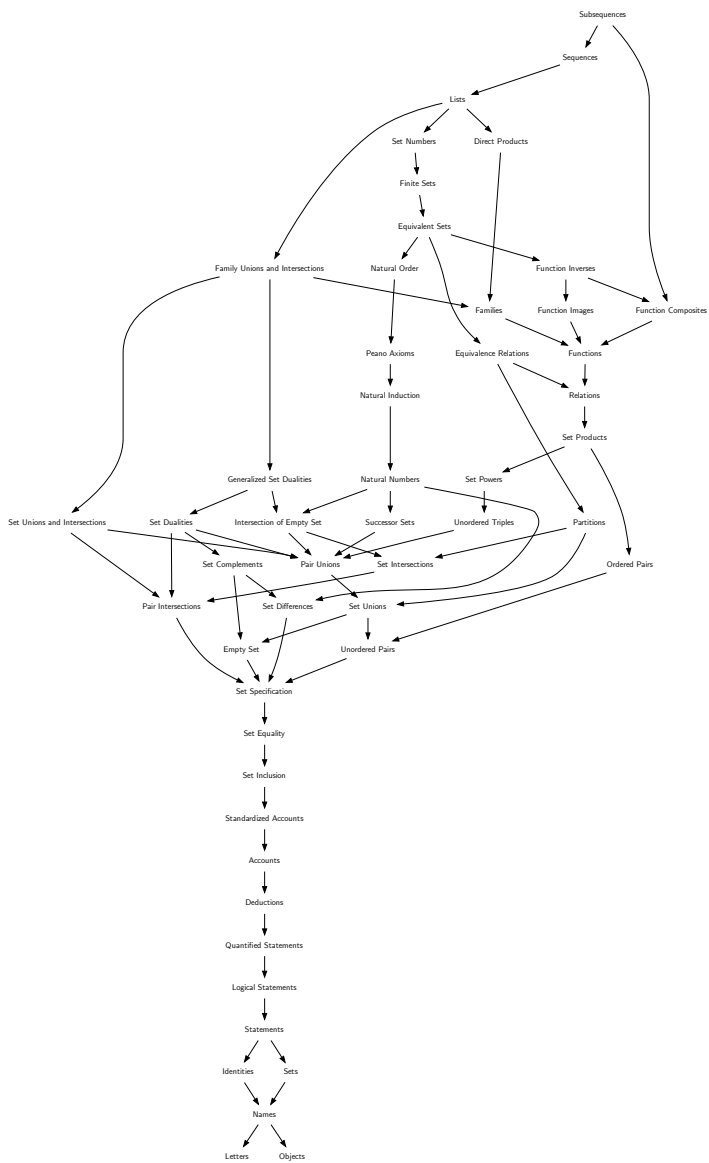 Subsequences
Sequences
Lists
Set Numbers
Direct Products
Finite Sets
Equivalent Sets
Family Unions and Intersections
Natural Order
Function Inverses
Families
Function Images
Function Composites
Peano Axioms
Equivalence Relations
Functions
Natural Induction
Relations
Set Products
Generalized Set Dualities
Natural Numbers
Set Powers
Set Unions and Intersections
Set Dualities
Intersection of Empty Set
Successor Sets
Unordered Triples
Partitions
Set Complements
Pair Unions
Set Intersections
Ordered Pairs
Pair Intersections
Set Differences
Set Unions
Empty Set
Unordered Pairs
Set Specification
Set Equality
Set Inclusion
Standardized Accounts
Accounts
Deductions
Quantified Statements
Logical Statements
Statements
Identities
Sets
Names
Letters
Objects